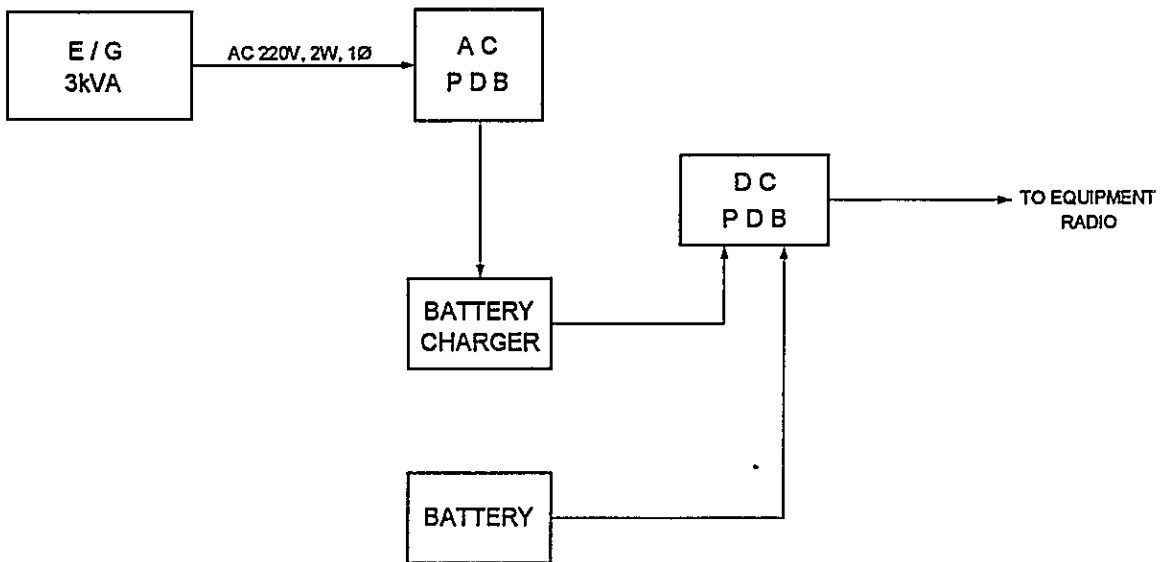 E / G
3kVA
AC 220V, 2W, 1Ø
A C
P D B
D C
P D B
TO EQUIPMENT
RADIO
BATTERY
CHARGER
BATTERY